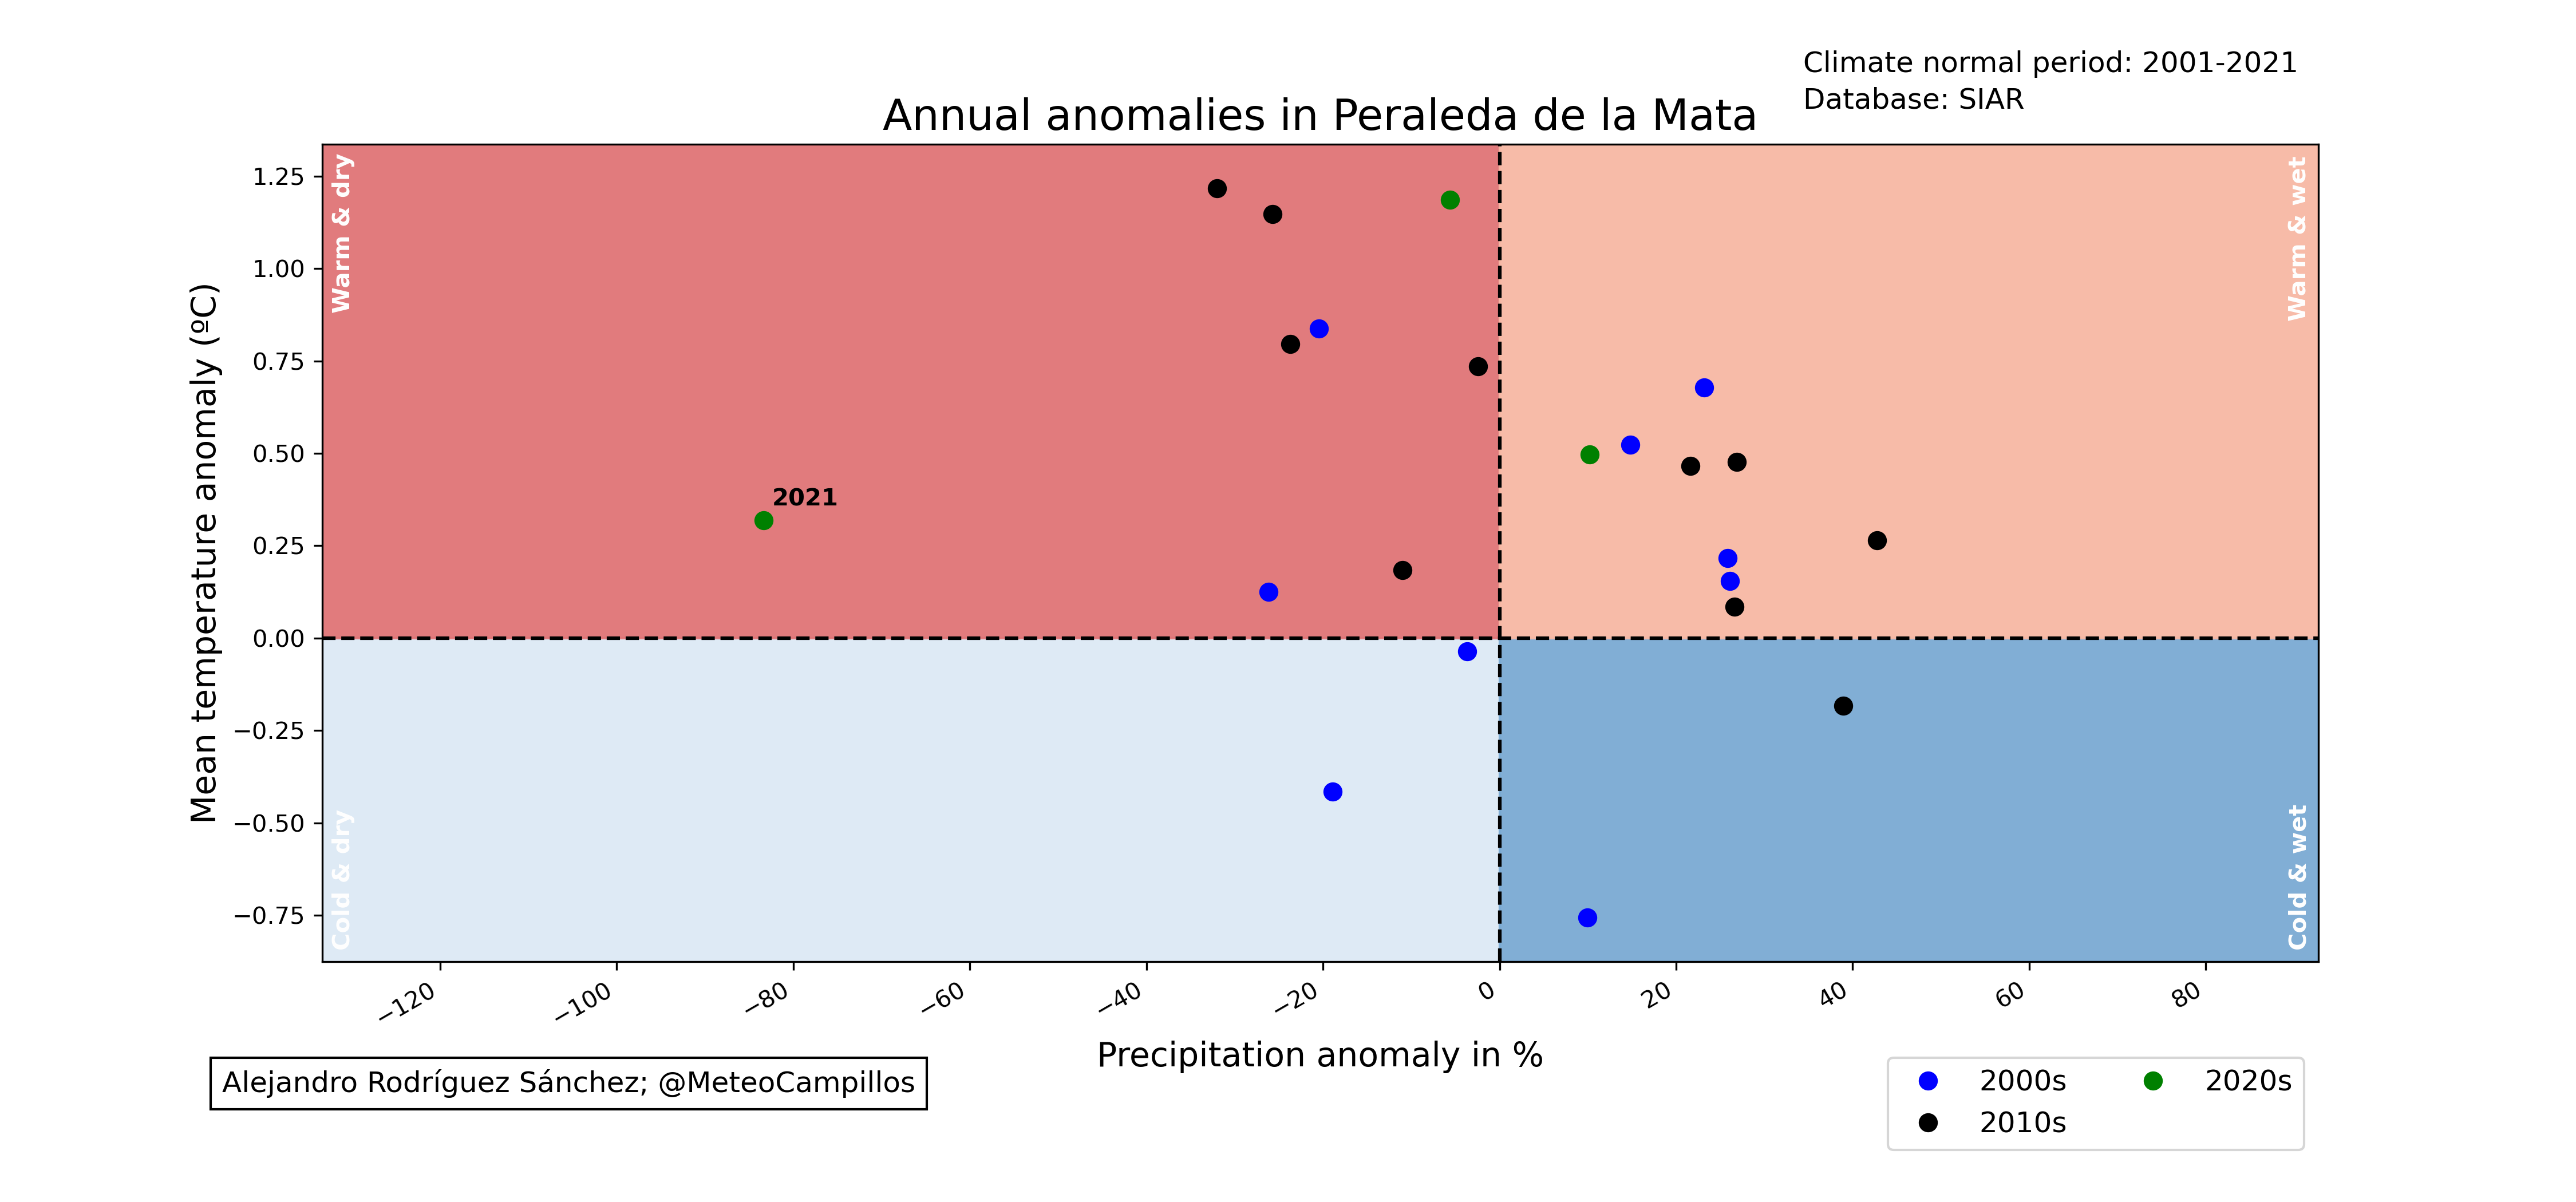 Climate normal period: 2001-2021
Database: SIAR
Annual anomalies in Peraleda de la Mata
Warm & dry
Warm & wet
Cold & dry
Cold & wet
Mean temperature anomaly (ºC)
1.25
1.00
0.75
0.50
0.25
0.00
−0.25
−0.50
−0.75
2021
−120
−100
−80
−60
−40
−20
0
20
40
60
80
Precipitation anomaly in %
Alejandro Rodríguez Sánchez; @MeteoCampillos
2000s
2010s
2020s